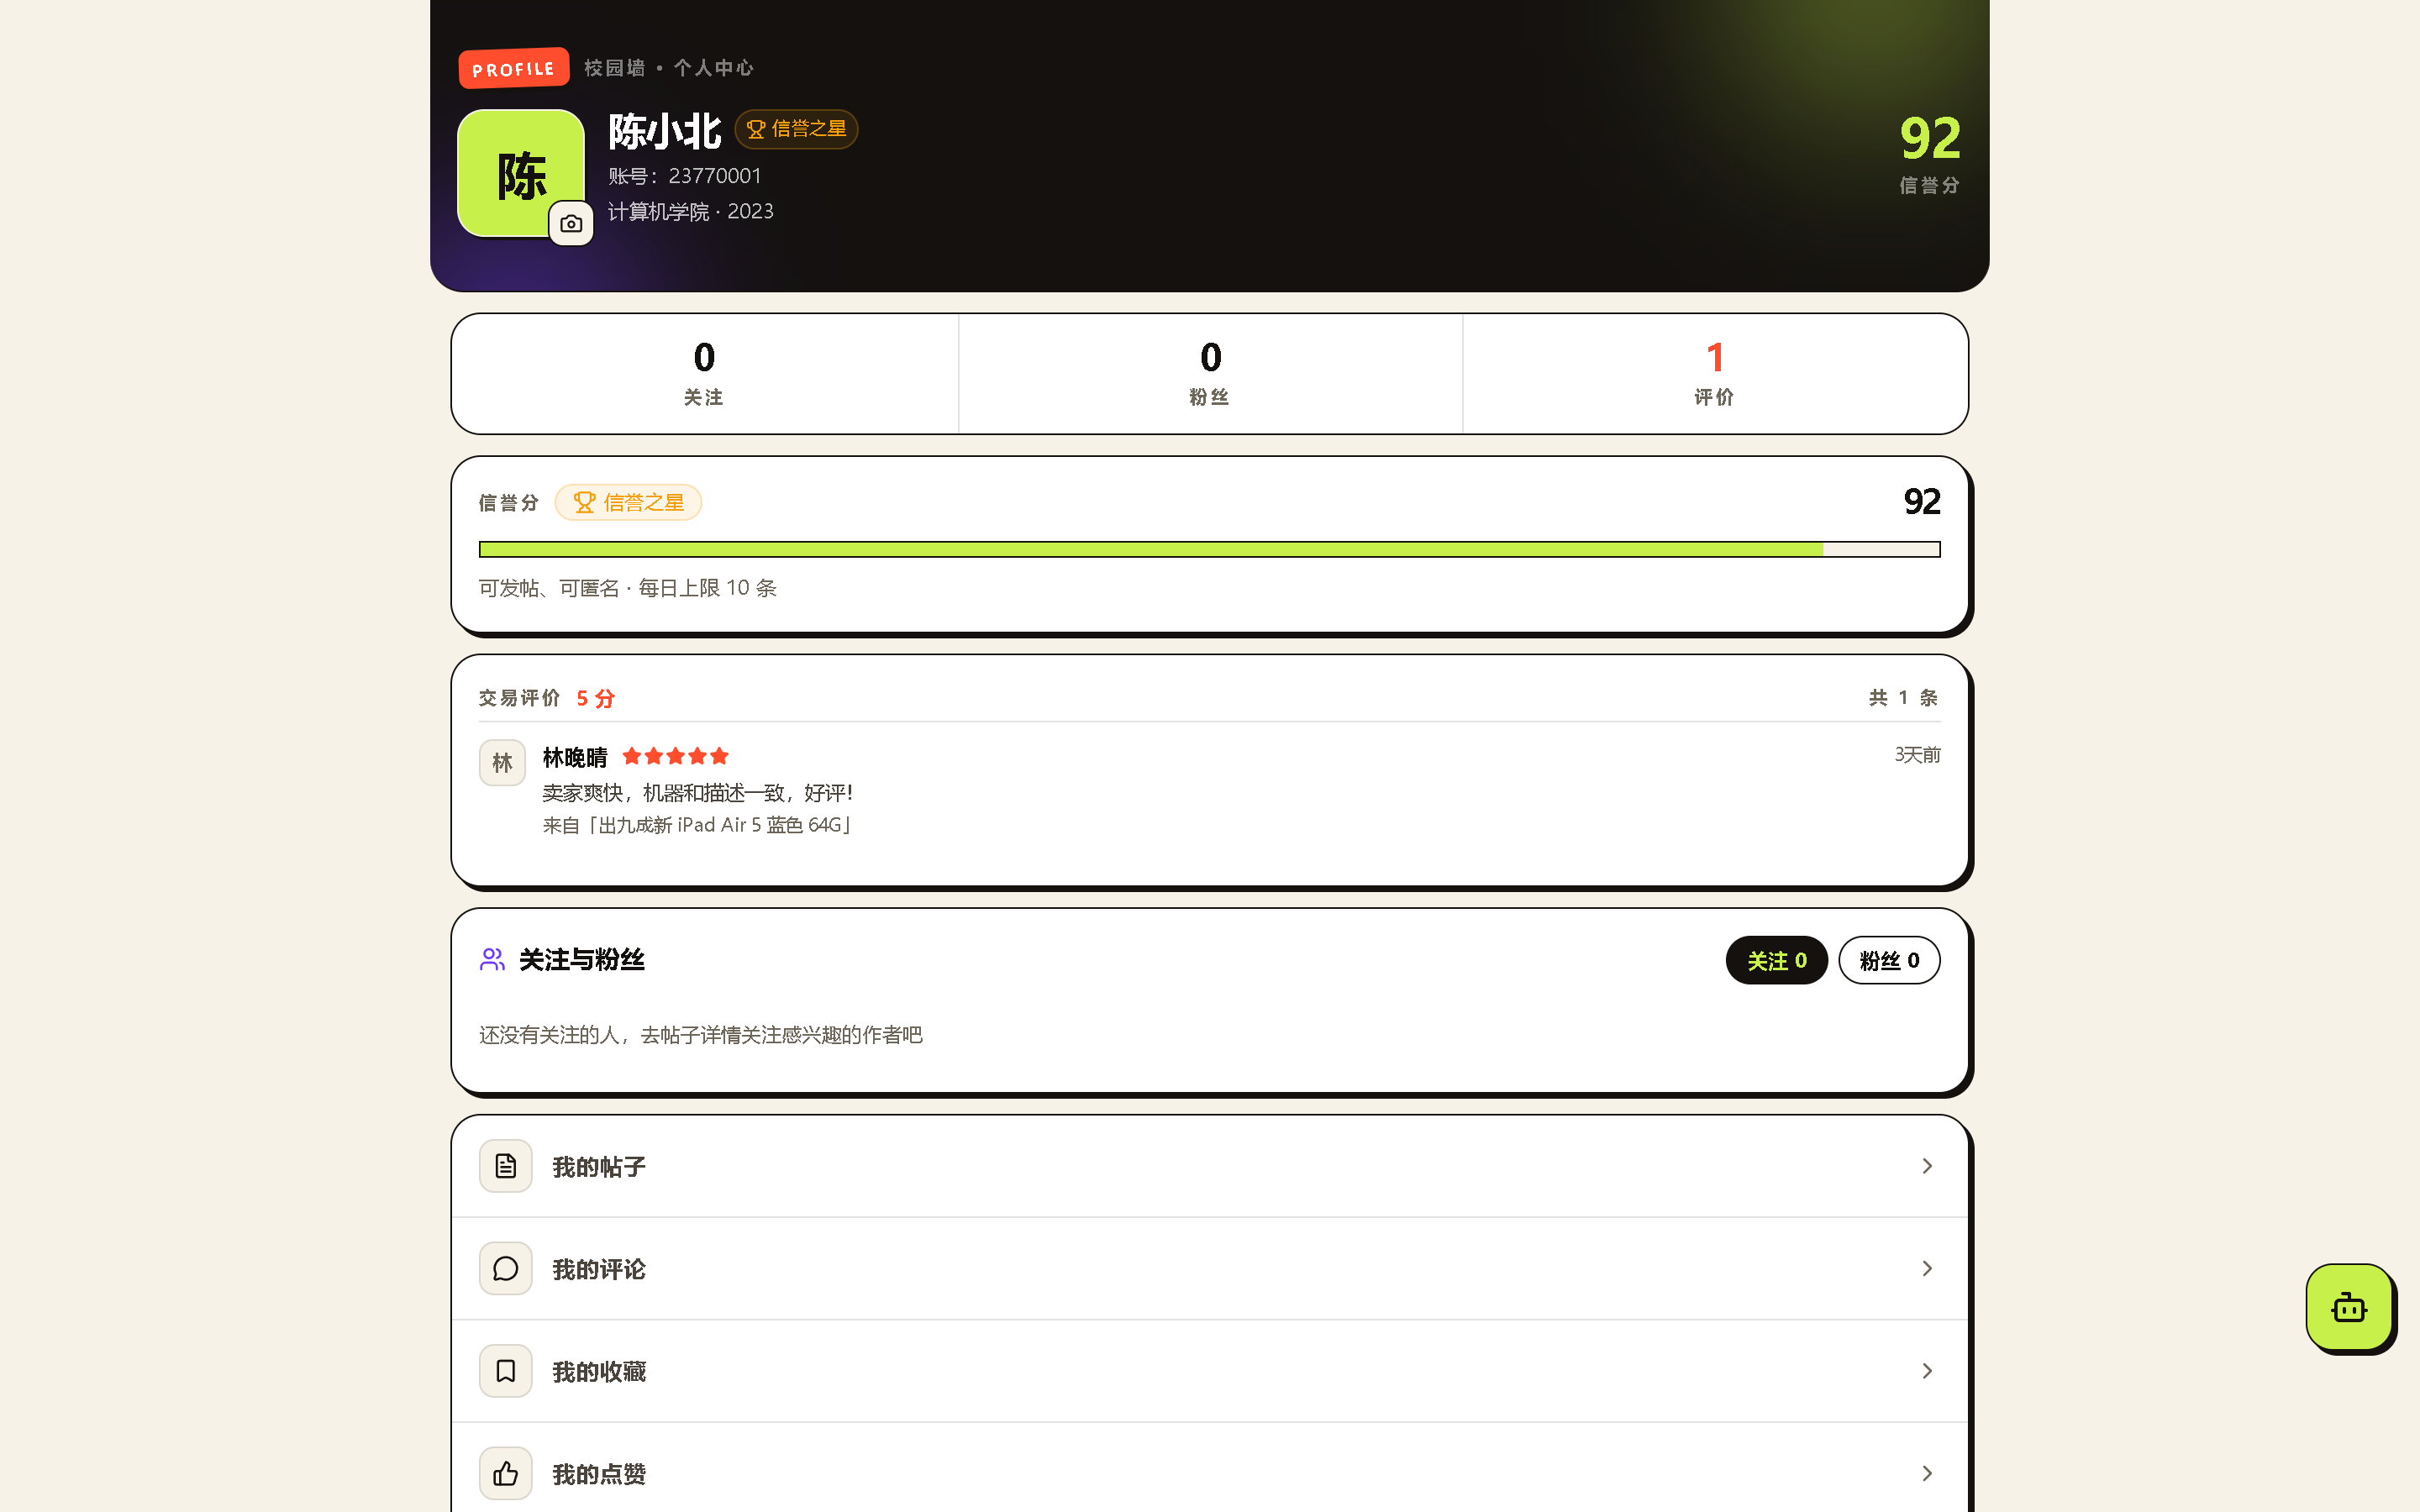 PROFILE 校园墙 • 个人中心
陈
陈小北 信誉之星
账号：23770001
计算机学院 · 2023
92
信誉分
0
关注
0
粉丝
1
评价
信誉分 信誉之星 92
可发帖、可匿名 · 每日上限 10 条
交易评价 5 分 共 1 条
林 林晚晴 3天前
卖家爽快，机器和描述一致，好评！
来自「出九成新 iPad Air 5 蓝色 64G」
关注与粉丝 关注 0 粉丝 0
还没有关注的人，去帖子详情关注感兴趣的作者吧
我的帖子
我的评论
我的收藏
我的点赞